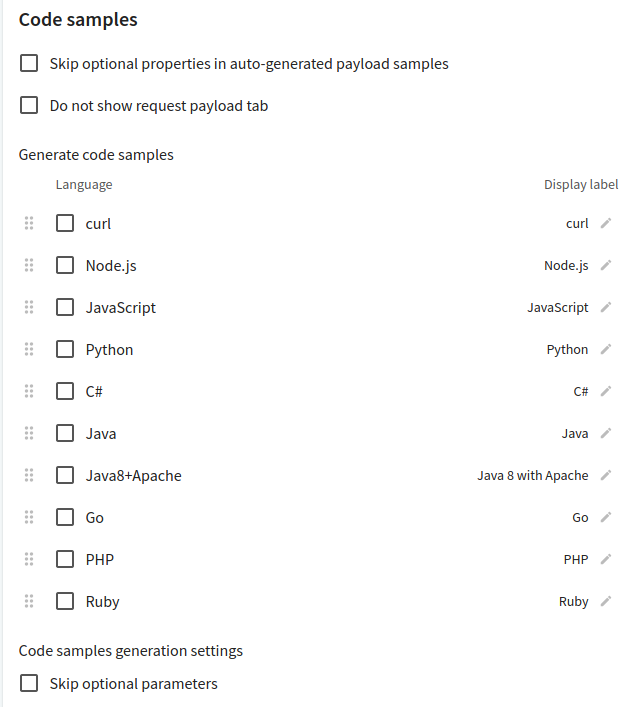 Code samples
Skip optional properties in auto-generated payload samples
Do not show request payload tab
Generate code samples
Language Display label
curl curl
Node.js Node.js
JavaScript JavaScript
Python Python
C# C#
Java Java
Java8+Apache Java 8 with Apache
Go Go
PHP PHP
Ruby Ruby
Code samples generation settings
Skip optional parameters